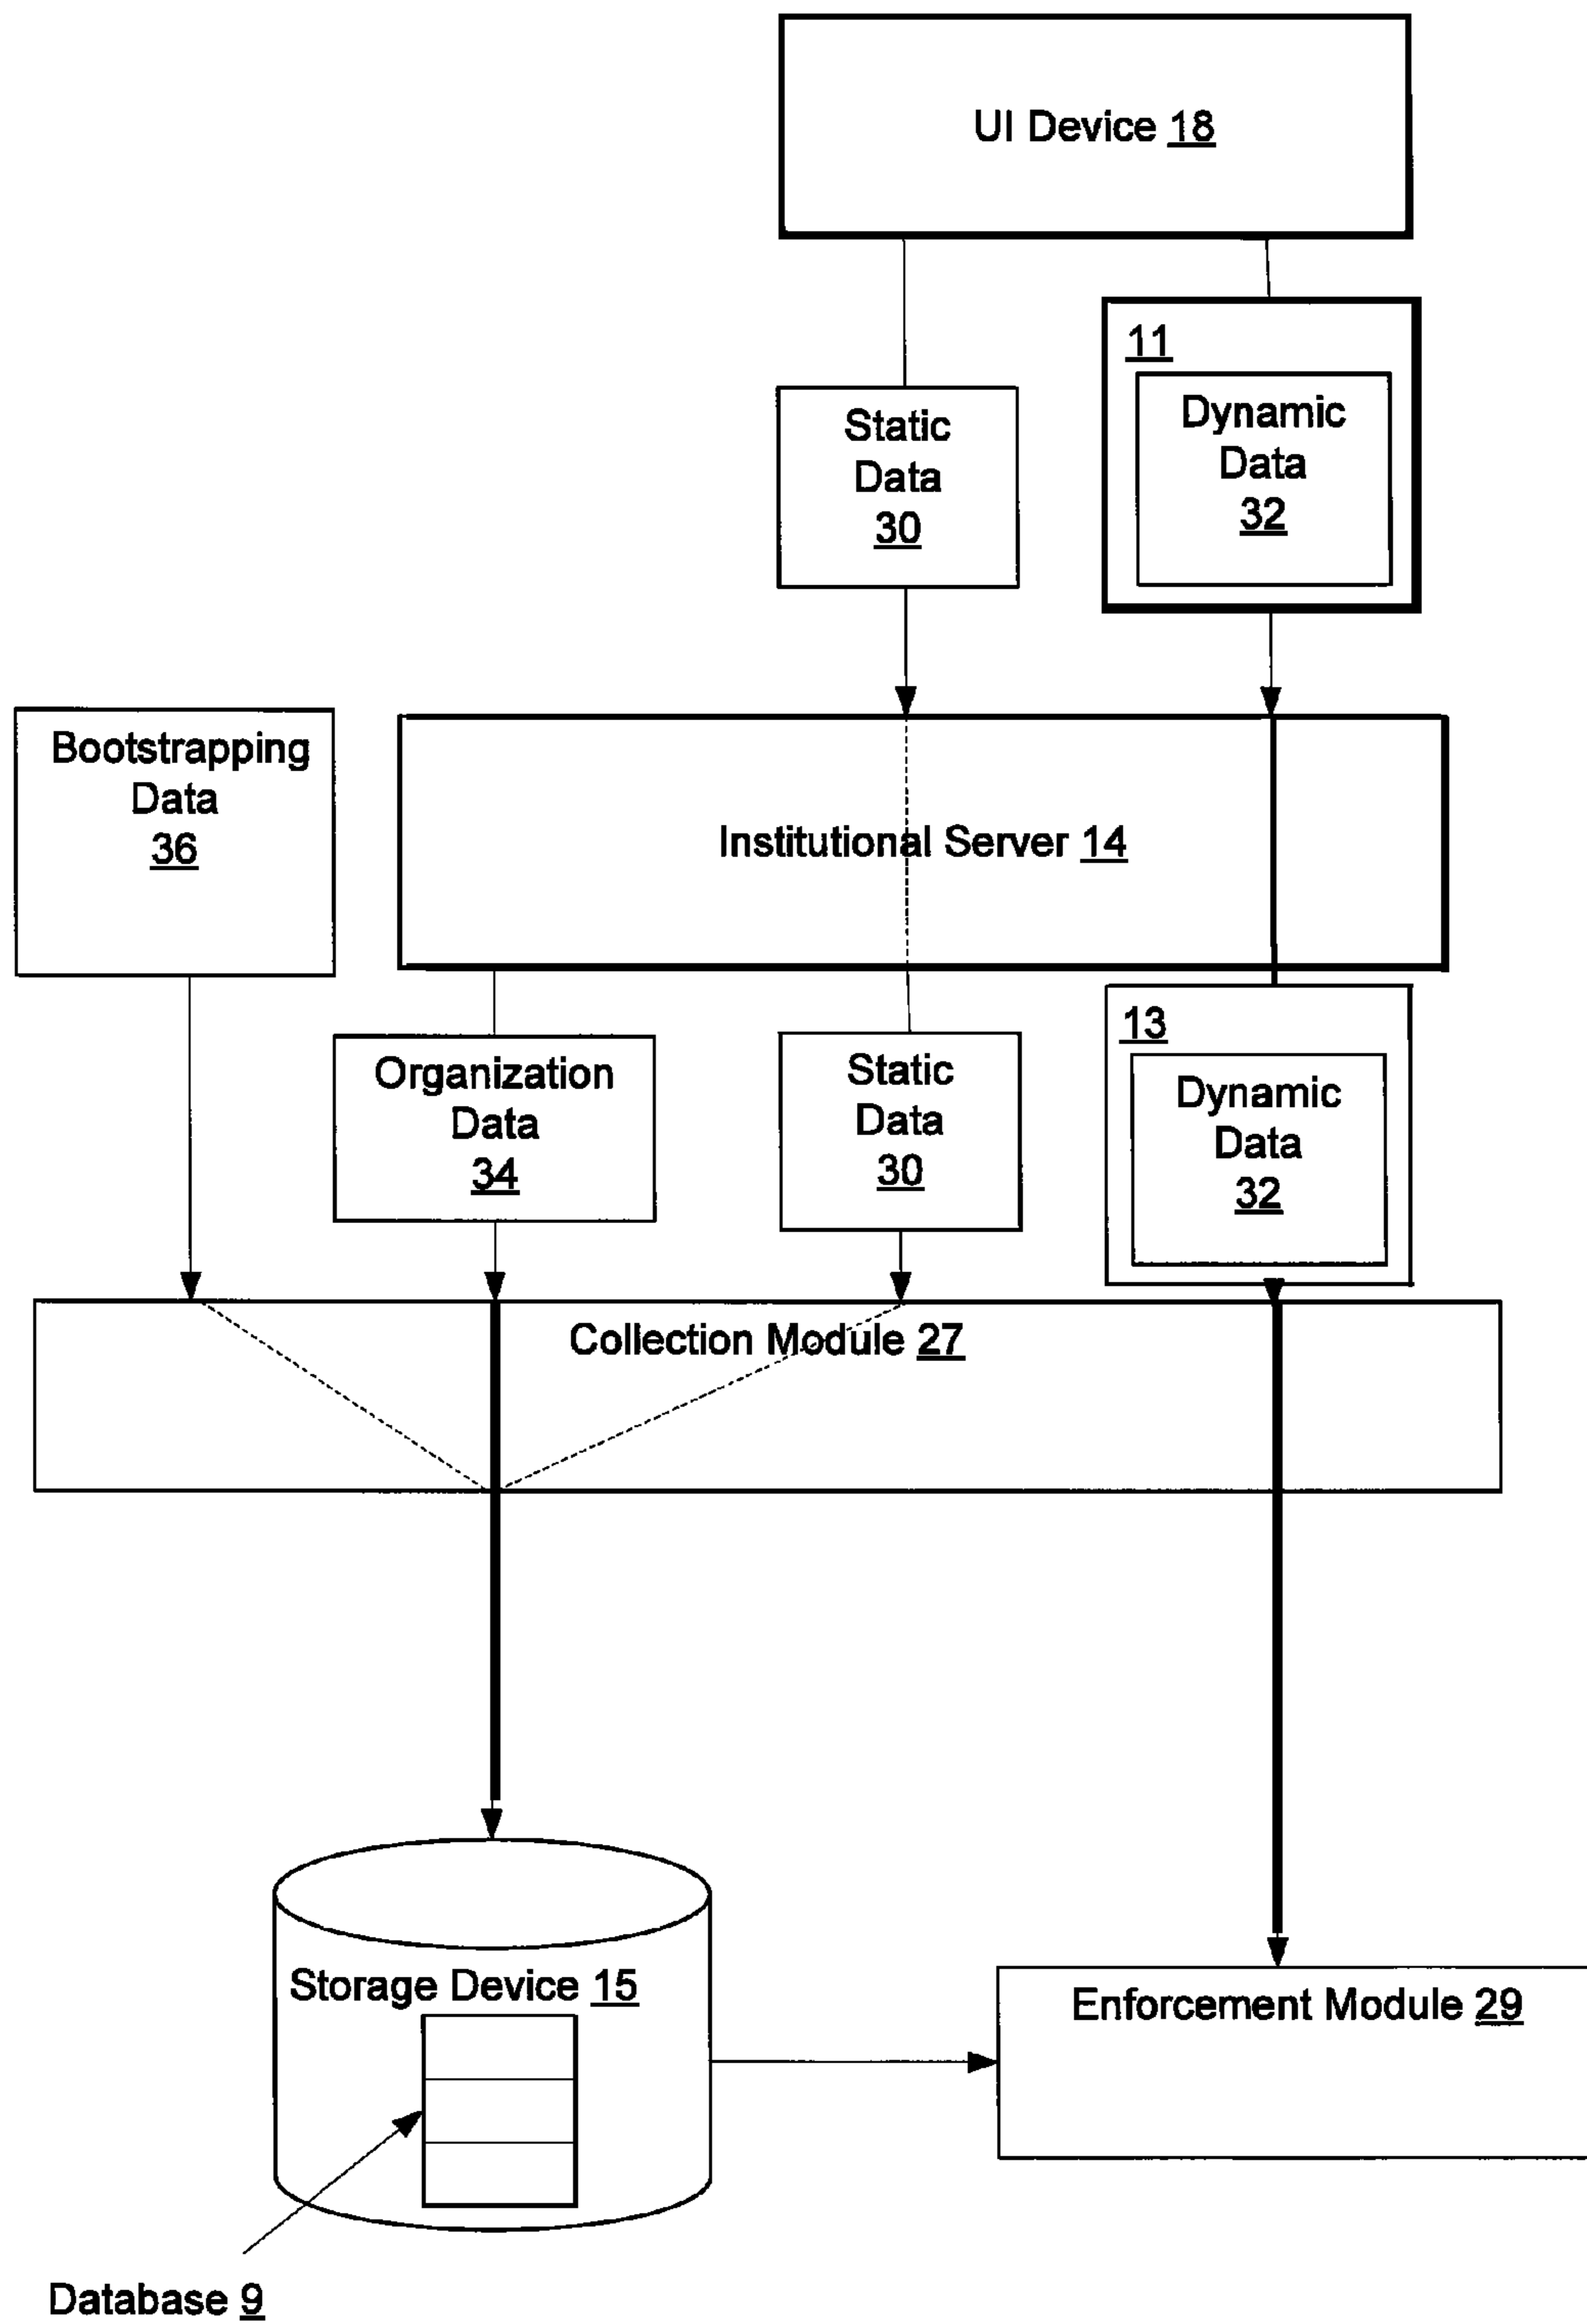 UI Device 18
11
Static
Data
30
Dynamic
Data
32
Bootstrapping
Data
36
Institutional Server 14
Organization
Data
34
Static
Data
30
13
Dynamic
Data
32
Collection Module 27
Storage Device 15
Enforcement Module 29
Database 9